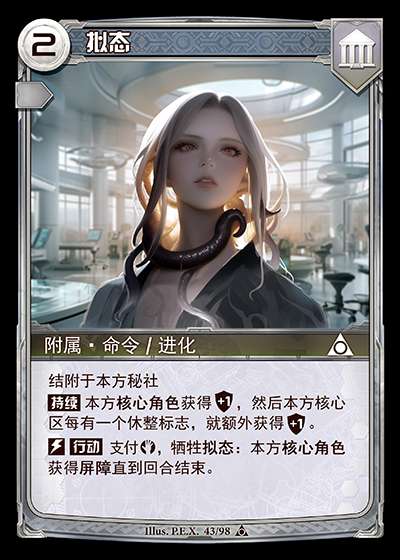 2 拟态
附属·命令/进化
结附于本方秘社
持续 本方核心角色获得+1，然后本方核心
区每有一个休整标志，就额外获得+1。
行动 支付，牺牲拟态：本方核心角色
获得屏障直到回合结束。
Illus. P.E.X. 43/98